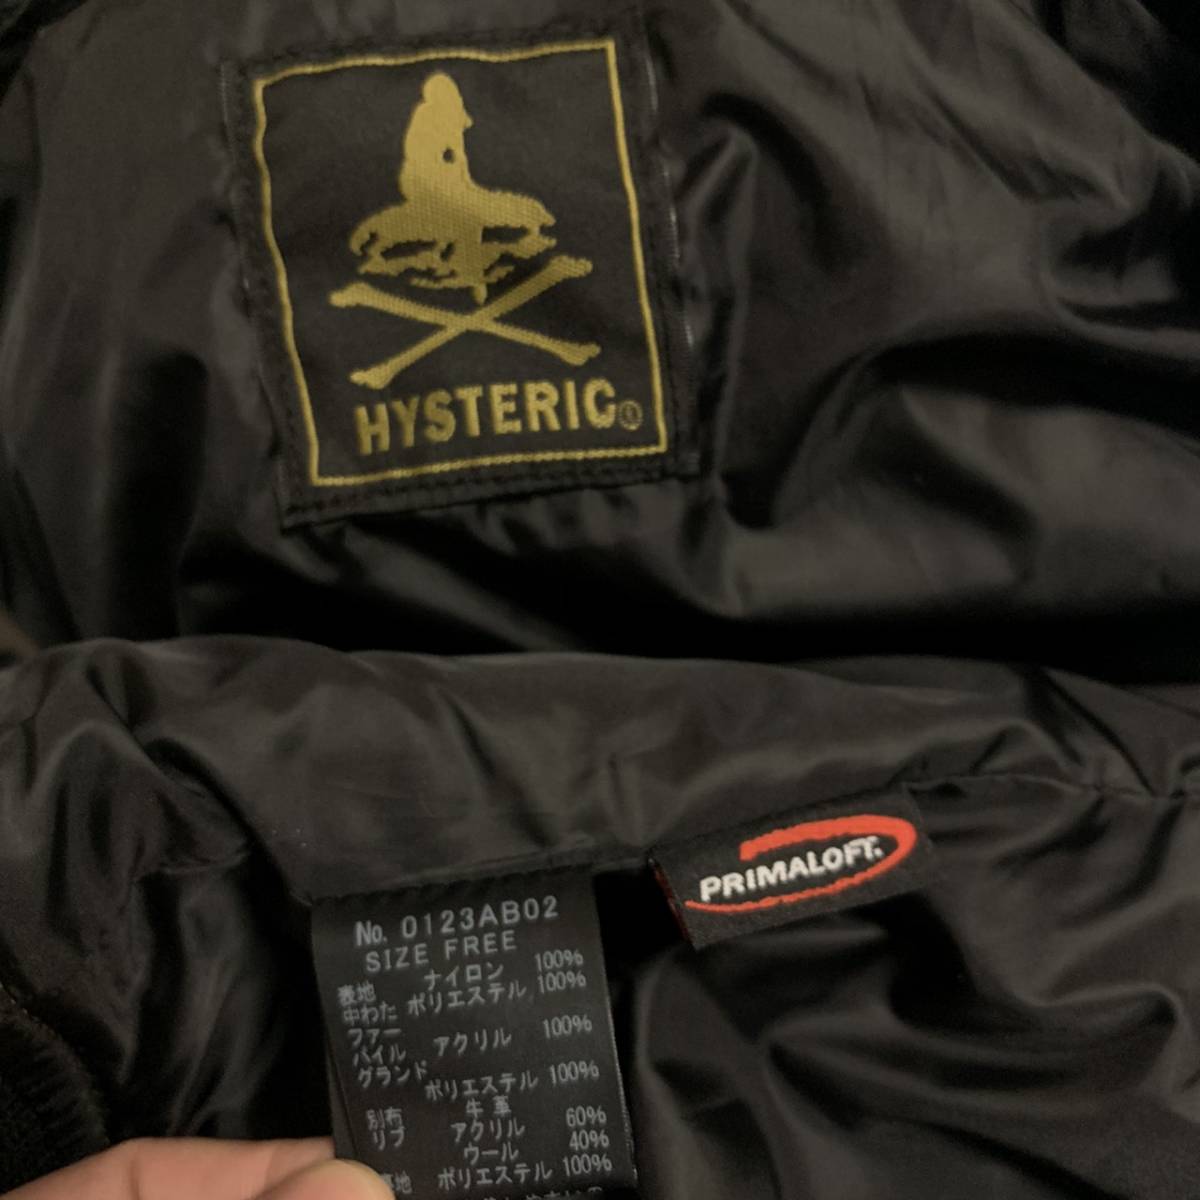 HYSTERIC
PRIMALOFT.
No. 0123AB02
SIZE FREE
表地 ナイロン 100%
中わた ポリエステル 100%
ファー
パイル アクリル 100%
グランド
ポリエステル 100%
別布 牛革
リブ アクリル 60%
ウール 40%
裏地 ポリエステル 100%